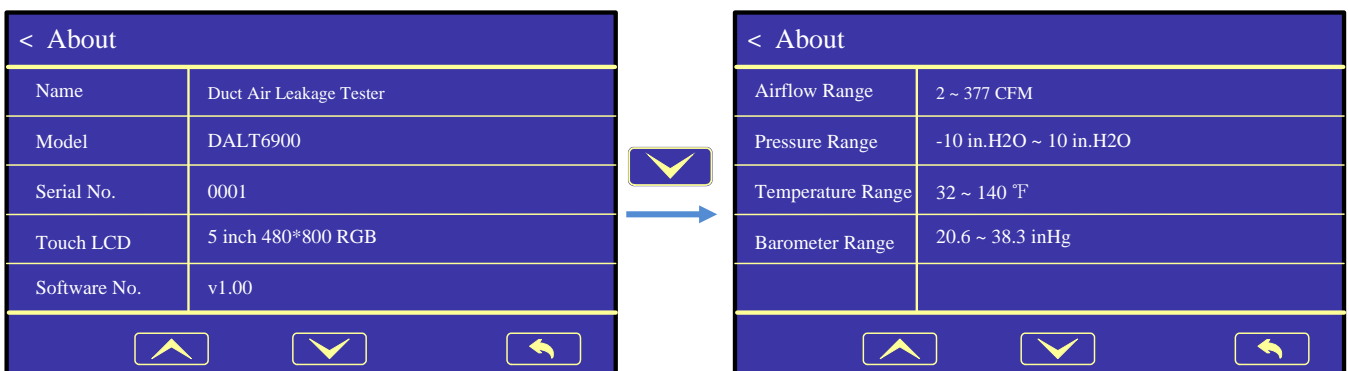 < About
Name Duct Air Leakage Tester
Model DALT6900
Serial No. 0001
Touch LCD 5 inch 480*800 RGB
Software No. v1.00
< About
Airflow Range 2 ~ 377 CFM
Pressure Range -10 in.H2O ~ 10 in.H2O
Temperature Range 32 ~ 140 ℉
Barometer Range 20.6 ~ 38.3 inHg